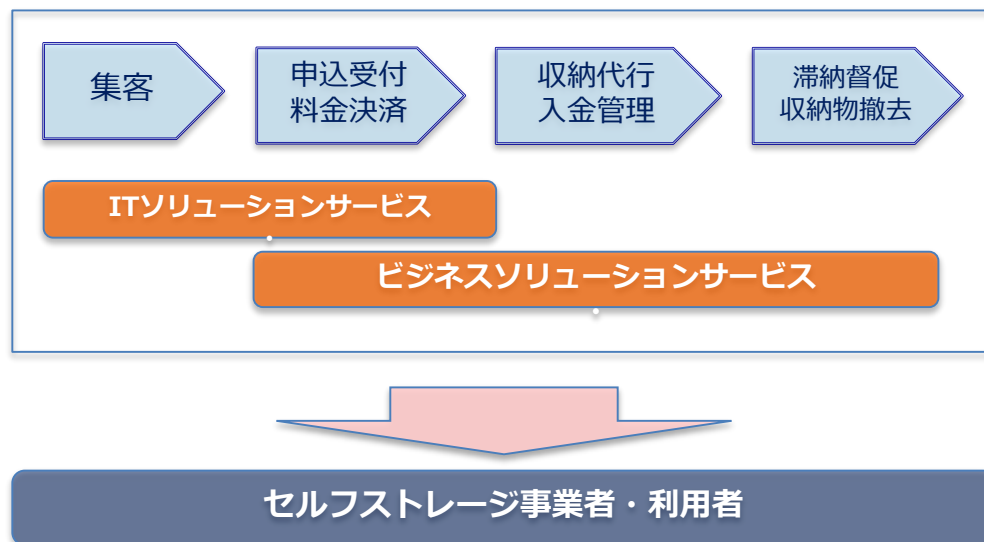 集客
申込受付
料金決済
収納代行
入金管理
滞納督促
収納物撤去
ITソリューションサービス
ビジネスソリューションサービス
セルフストレージ事業者・利用者